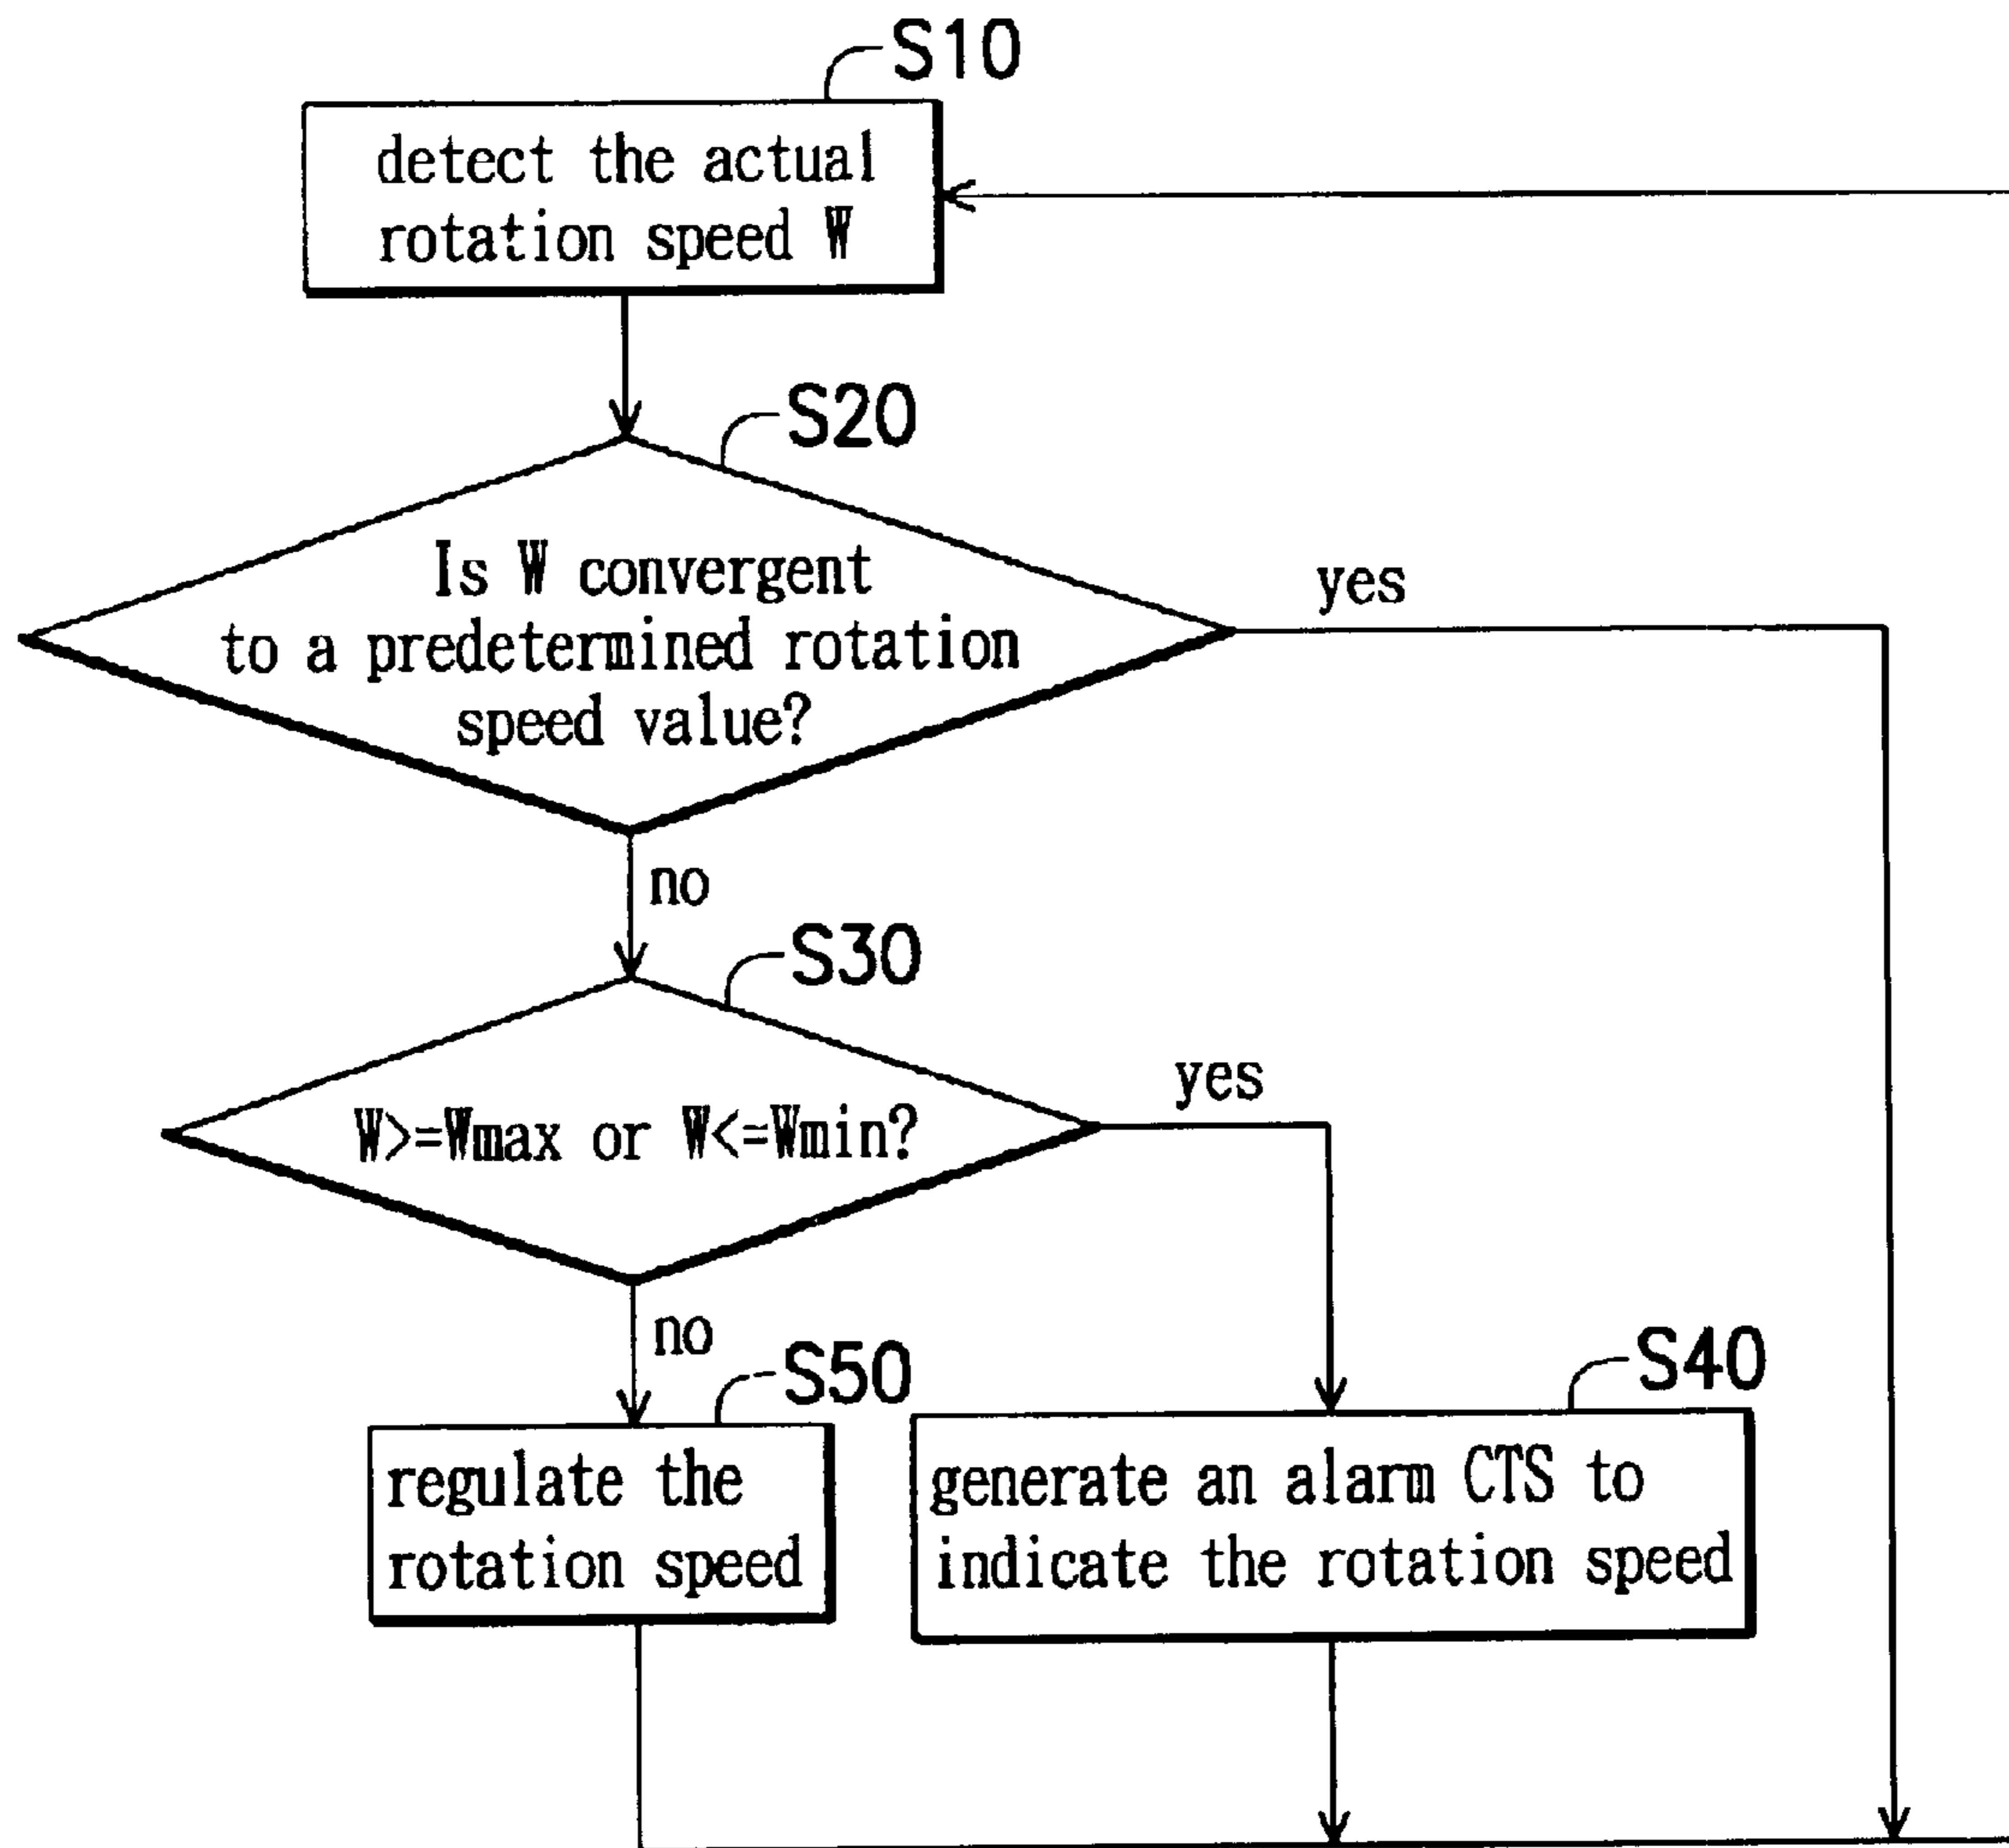 S10
detect the actual
rotation speed W
S20
Is W convergent
to a predetermined rotation
speed value?
yes
no
S30
W>=Wmax or W<=Wmin?
yes
no
S50
regulate the
rotation speed
S40
generate an alarm CTS to
indicate the rotation speed